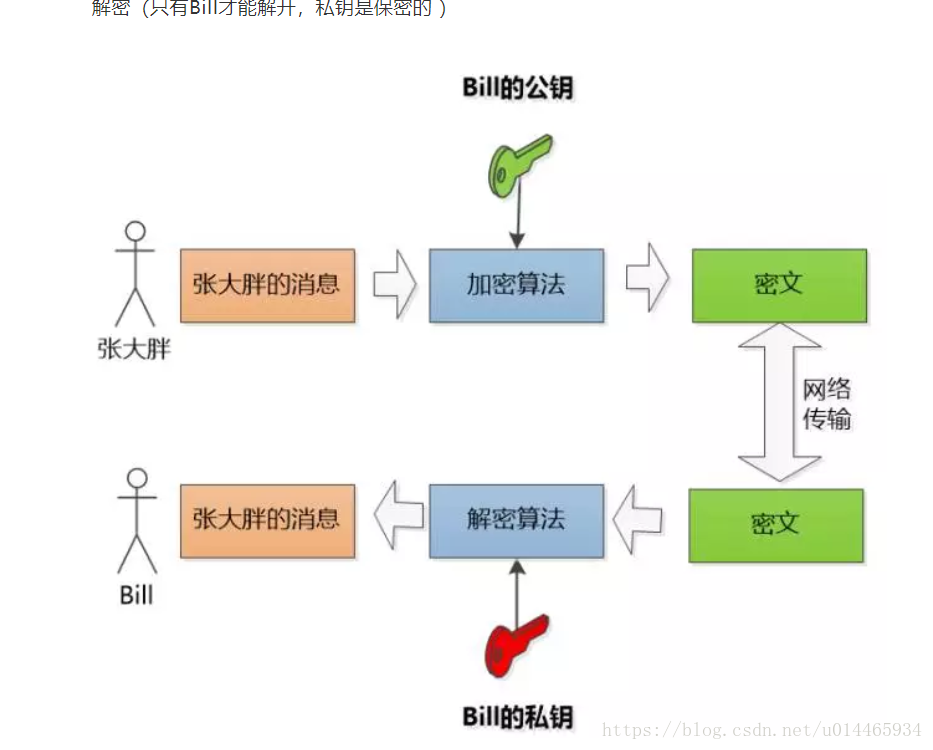 解密 (只有Bill才能解开，私钥是保密的 )
Bill的公钥
张大胖的消息
加密算法
密文
张大胖
网络
传输
张大胖的消息
解密算法
密文
Bill
Bill的私钥
https://blog.csdn.net/u014465934